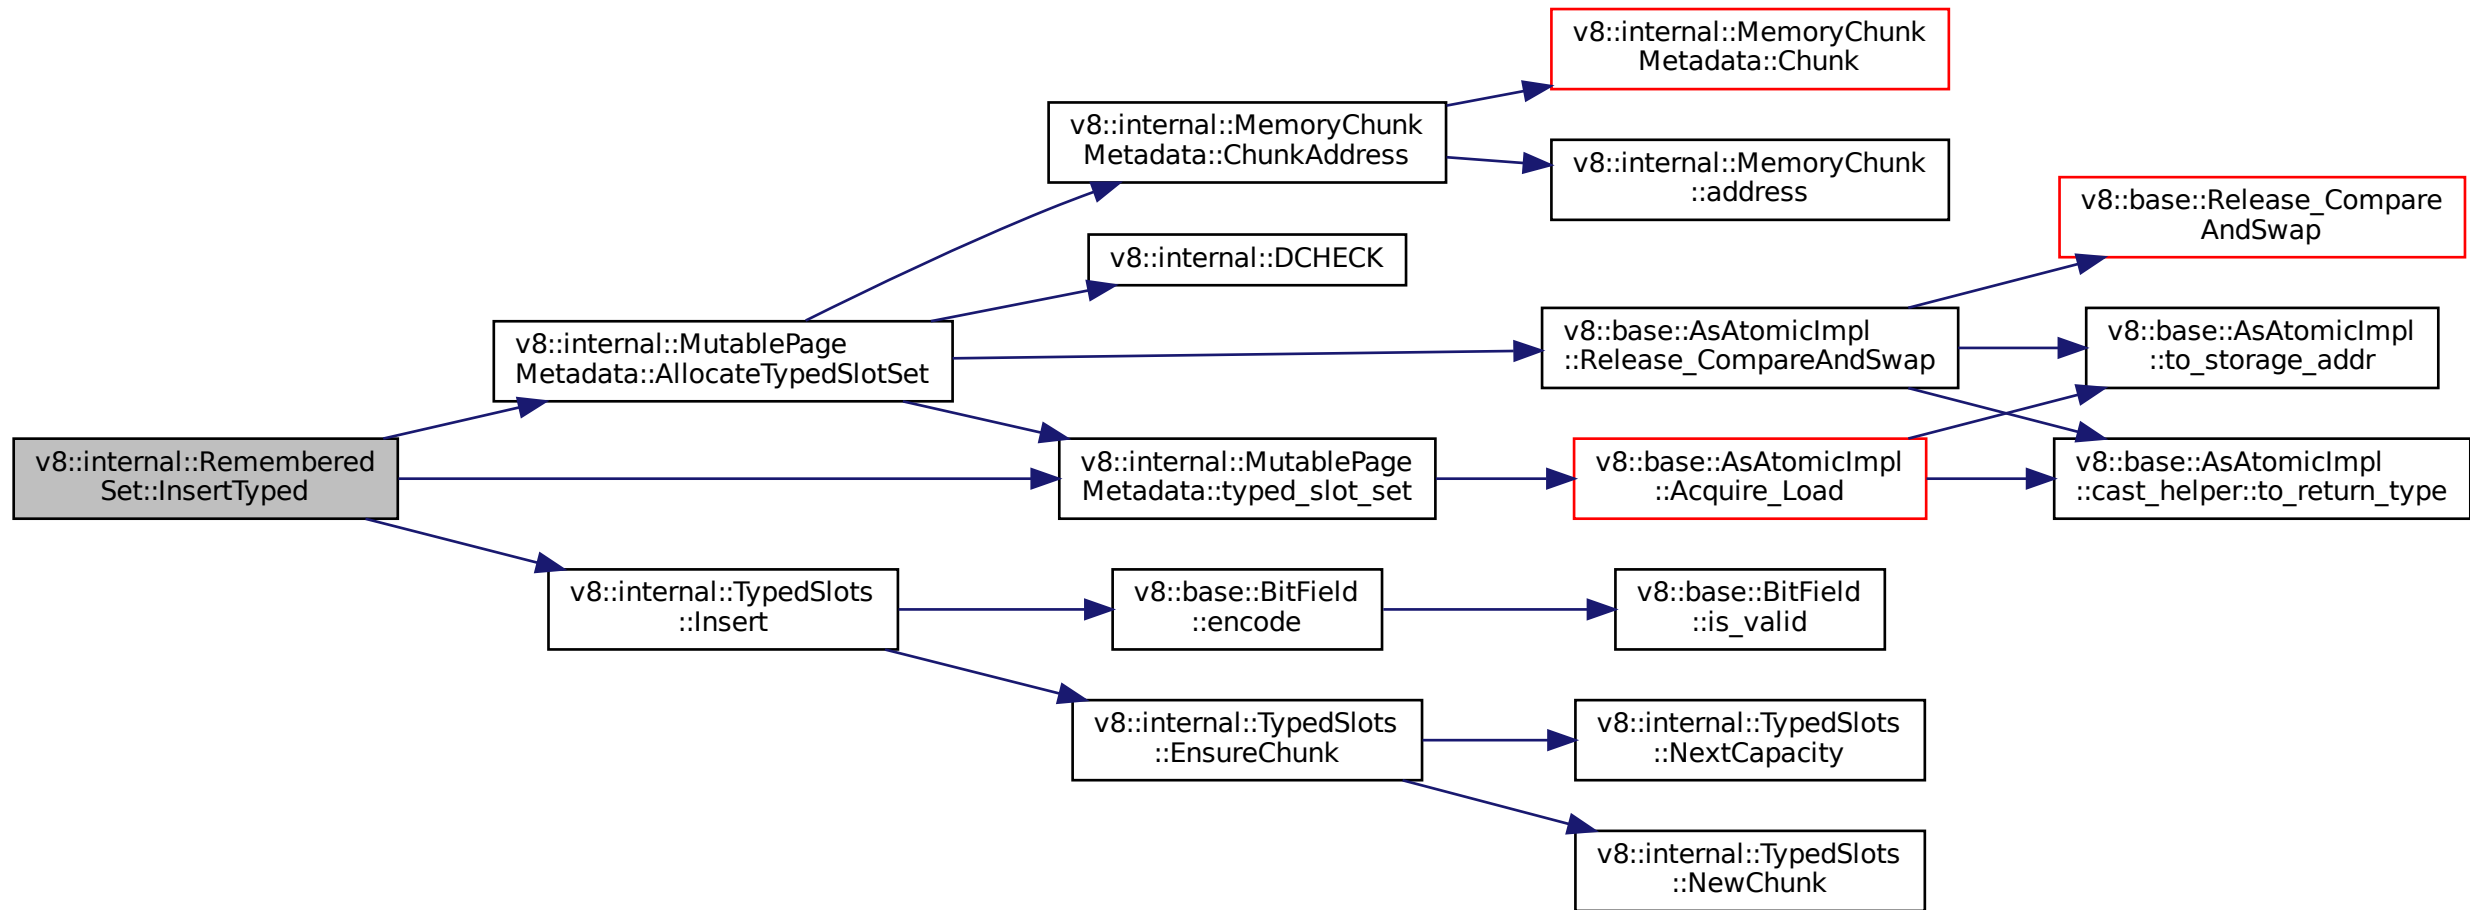 v8::internal::MemoryChunk
Metadata::Chunk
v8::internal::MemoryChunk
Metadata::ChunkAddress
v8::internal::MemoryChunk
::address
v8::base::Release_Compare
AndSwap
v8::internal::DCHECK
v8::internal::MutablePage
Metadata::AllocateTypedSlotSet
v8::base::AsAtomicImpl
::Release_CompareAndSwap
v8::base::AsAtomicImpl
::to_storage_addr
v8::internal::Remembered
Set::InsertTyped
v8::internal::MutablePage
Metadata::typed_slot_set
v8::base::AsAtomicImpl
::Acquire_Load
v8::base::AsAtomicImpl
::cast_helper::to_return_type
v8::internal::TypedSlots
::Insert
v8::base::BitField
::encode
v8::base::BitField
::is_valid
v8::internal::TypedSlots
::EnsureChunk
v8::internal::TypedSlots
::NextCapacity
v8::internal::TypedSlots
::NewChunk